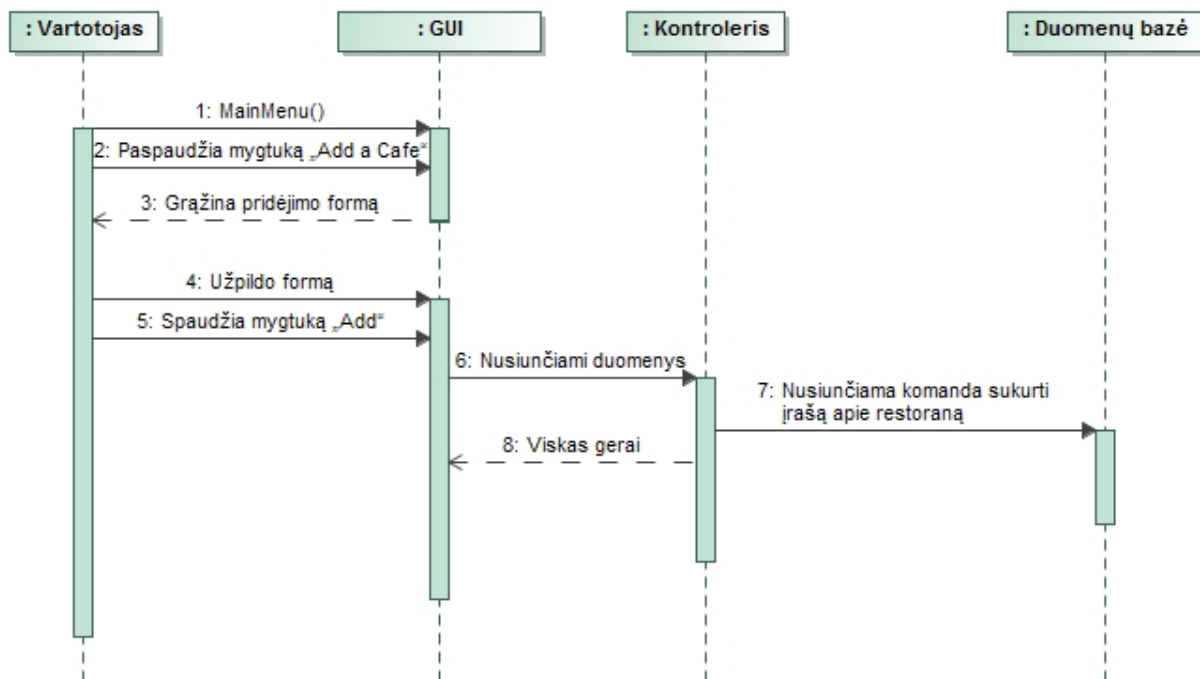 : Vartotojas
: GUI
: Kontroleris
: Duomenų bazė
1: MainMenu()
2: Paspaudžia mygtuką „Add a Cafe“
3: Grąžina pridėjimo formą
4: Užpildo formą
5: Spaudžia mygtuką „Add“
6: Nusiunčiami duomenys
7: Nusiunčiama komanda sukurti
įrašą apie restoraną
8: Viskas gerai